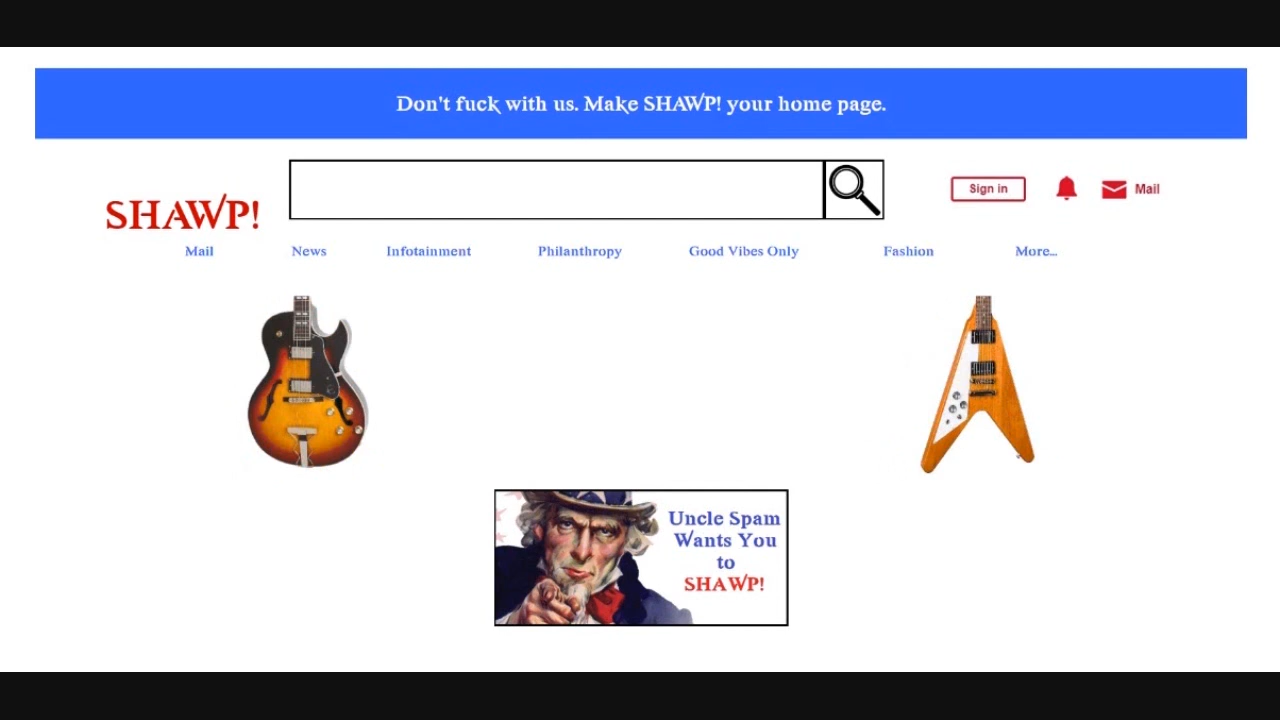 Don't fuck with us. Make SHAWP! your home page.
Sign in
Mail
SHAWP!
Mail News Infotainment Philanthropy Good Vibes Only Fashion More...
Uncle Spam
Wants You
to
SHAWP!